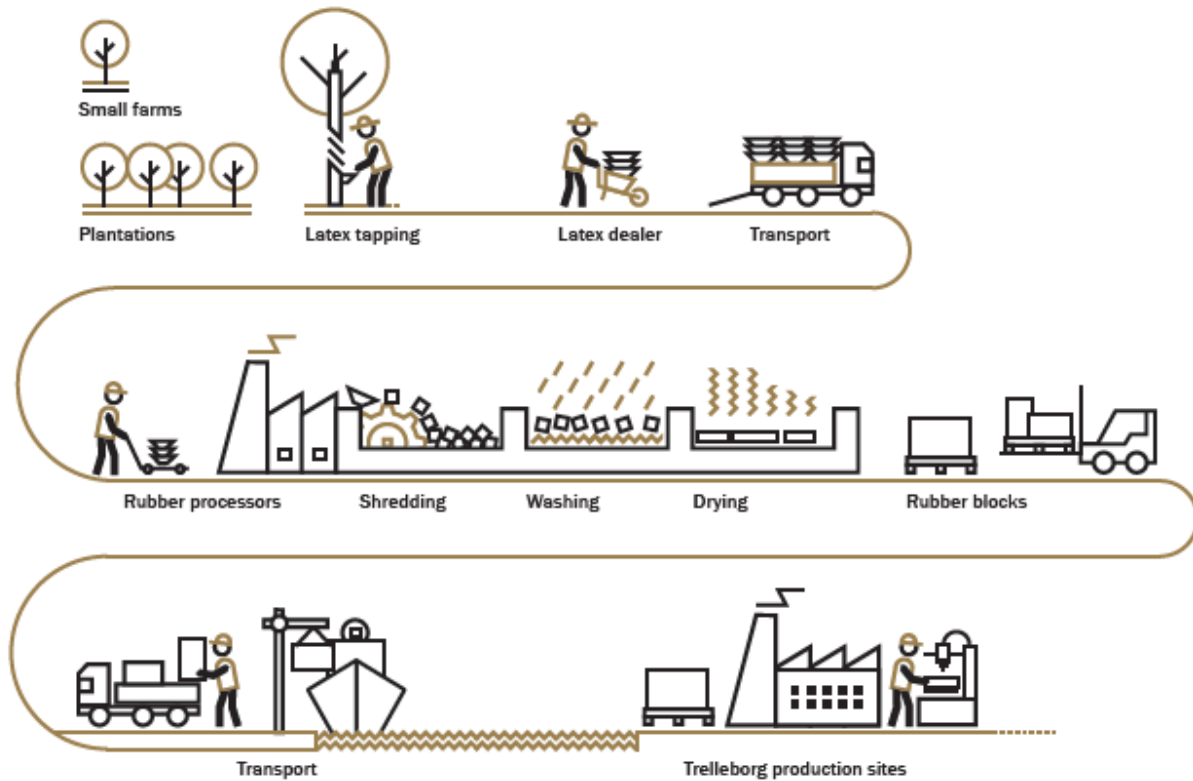 Small farms
Plantations
Latex tapping
Latex dealer
Transport
Rubber processors
Shredding
Washing
Drying
Rubber blocks
Transport
Trelleborg production sites